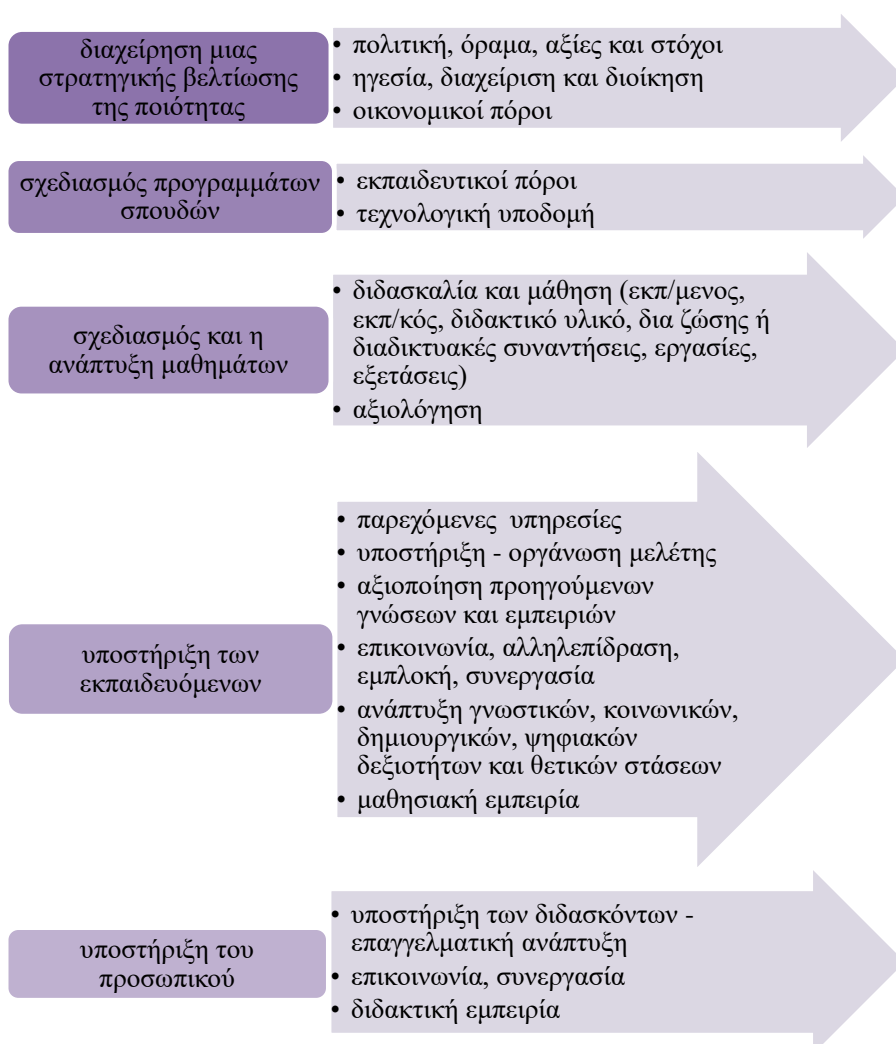 διαχείρηση μιας
στρατηγικής βελτίωσης
της ποιότητας
• πολιτική, όραμα, αξίες και στόχοι
• ηγεσία, διαχείριση και διοίκηση
• οικονομικοί πόροι
σχεδιασμός προγραμμάτων
σπουδών
• εκπαιδευτικοί πόροι
• τεχνολογική υποδομή
σχεδιασμός και η
ανάπτυξη μαθημάτων
• διδασκαλία και μάθηση (εκπ/μενος,
εκπ/κός, διδακτικό υλικό, δια ζώσης ή
διαδικτυακές συναντήσεις, εργασίες,
εξετάσεις)
• αξιολόγηση
υποστήριξη των
εκπαιδευόμενων
• παρεχόμενες υπηρεσίες
• υποστήριξη - οργάνωση μελέτης
• αξιοποίηση προηγούμενων
γνώσεων και εμπειριών
• επικοινωνία, αλληλεπίδραση,
εμπλοκή, συνεργασία
• ανάπτυξη γνωστικών, κοινωνικών,
δημιουργικών, ψηφιακών
δεξιοτήτων και θετικών στάσεων
• μαθησιακή εμπειρία
υποστήριξη του
προσωπικού
• υποστήριξη των διδασκόντων -
επαγγελματική ανάπτυξη
• επικοινωνία, συνεργασία
• διδακτική εμπειρία